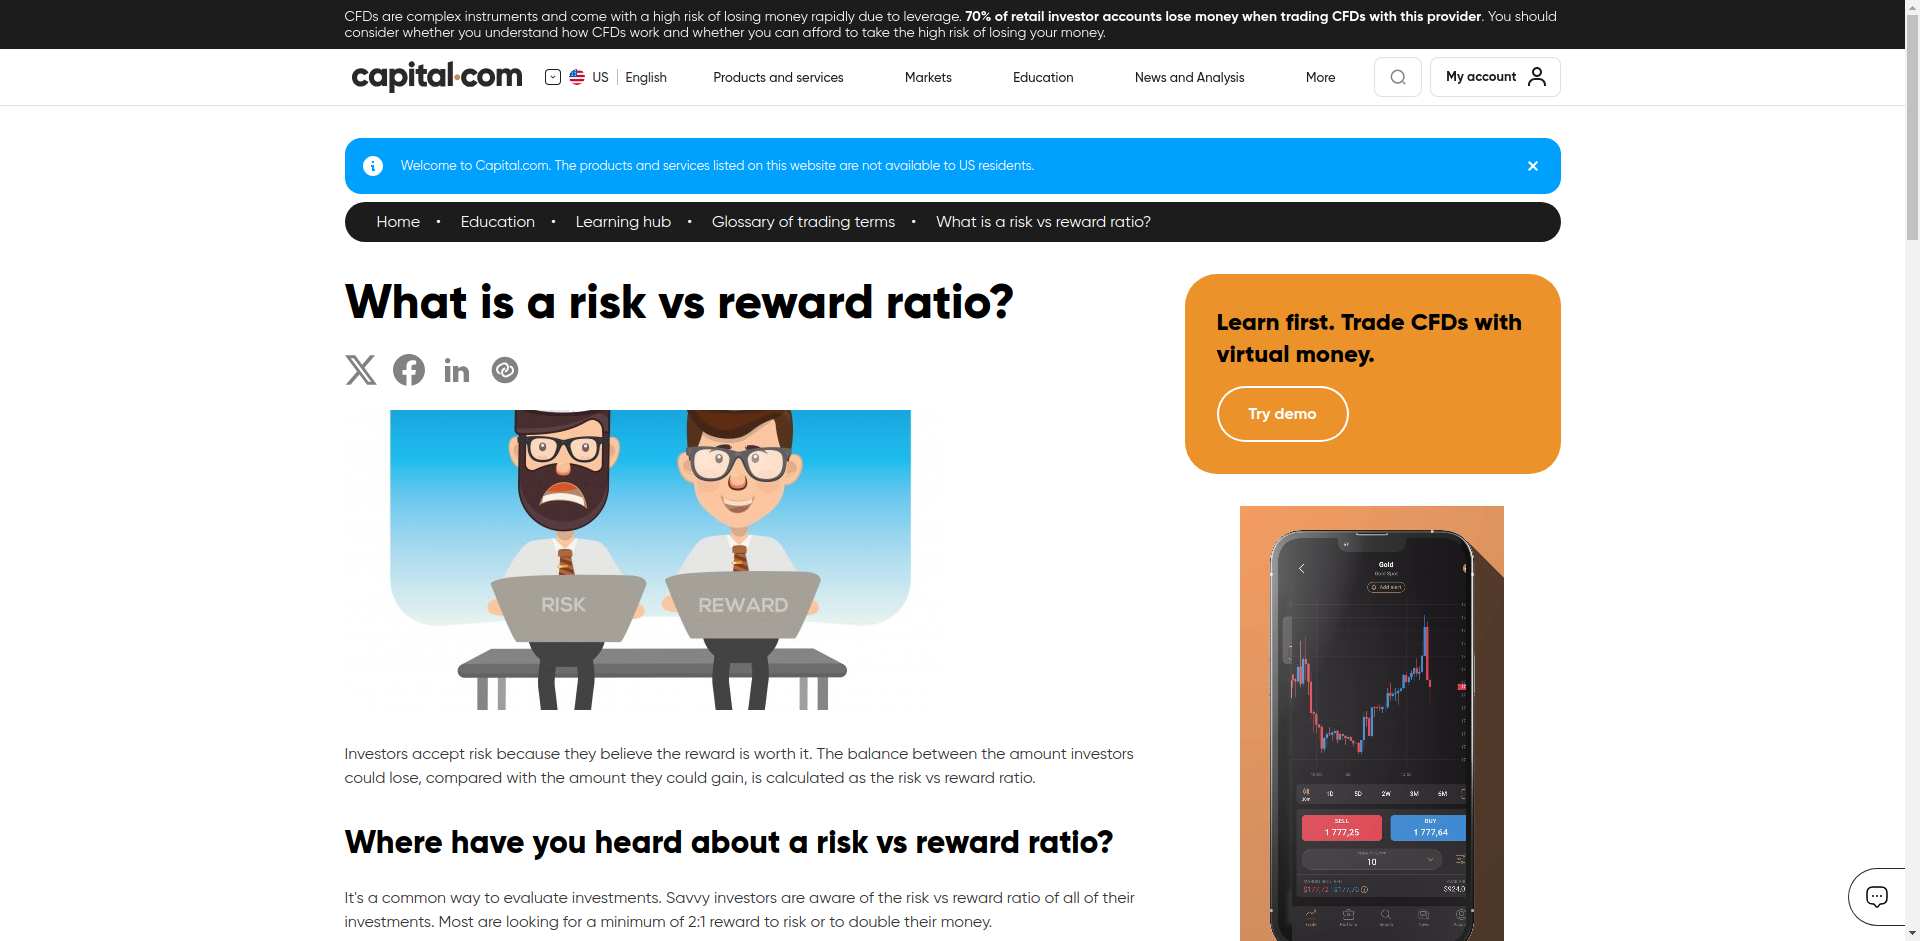 CFDs are complex instruments and come with a high risk of losing money rapidly due to leverage. 70% of retail investor accounts lose money when trading CFDs with this provider. You should
consider whether you understand how CFDs work and whether you can afford to take the high risk of losing your money.
capital.com
US English
Products and services
Markets
Education
News and Analysis
More
My account
Welcome to Capital.com. The products and services listed on this website are not available to US residents.
Home • Education • Learning hub • Glossary of trading terms • What is a risk vs reward ratio?
What is a risk vs reward ratio?
Learn first. Trade CFDs with
virtual money.
Try demo
RISK
REWARD
Gold
Gold Spot
Add alert
1D 5D 2W 3M 6M
SELL
1 777,25
BUY
1 777,64
10
Investors accept risk because they believe the reward is worth it. The balance between the amount investors
could lose, compared with the amount they could gain, is calculated as the risk vs reward ratio.
Where have you heard about a risk vs reward ratio?
It's a common way to evaluate investments. Savvy investors are aware of the risk vs reward ratio of all of their
investments. Most are looking for a minimum of 2:1 reward to risk or to double their money.